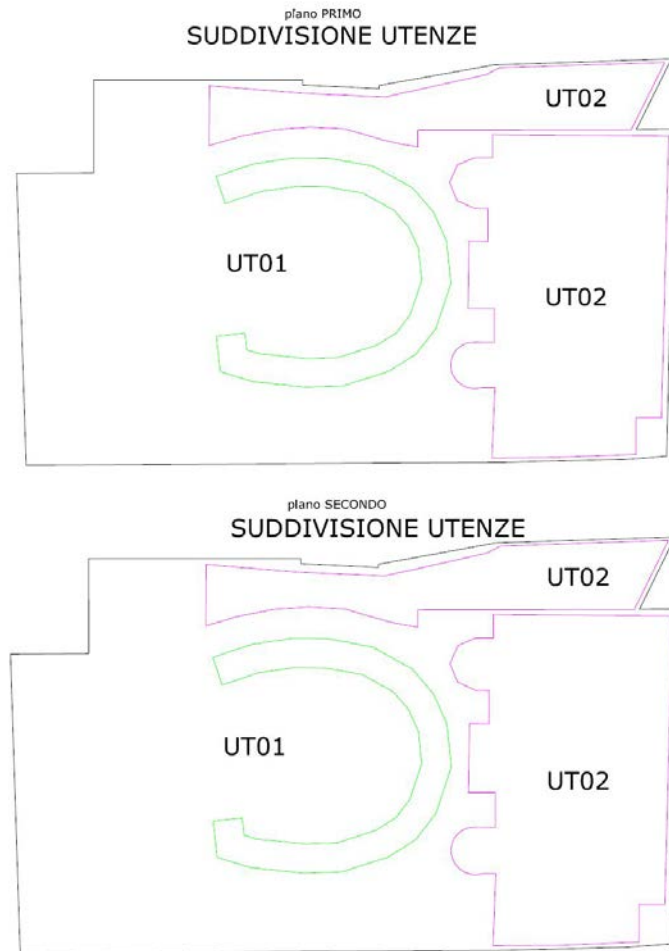 piano PRIMO
SUDDIVISIONE UTENZE
UT02
UT01
UT02
piano SECONDO
SUDDIVISIONE UTENZE
UT02
UT01
UT02